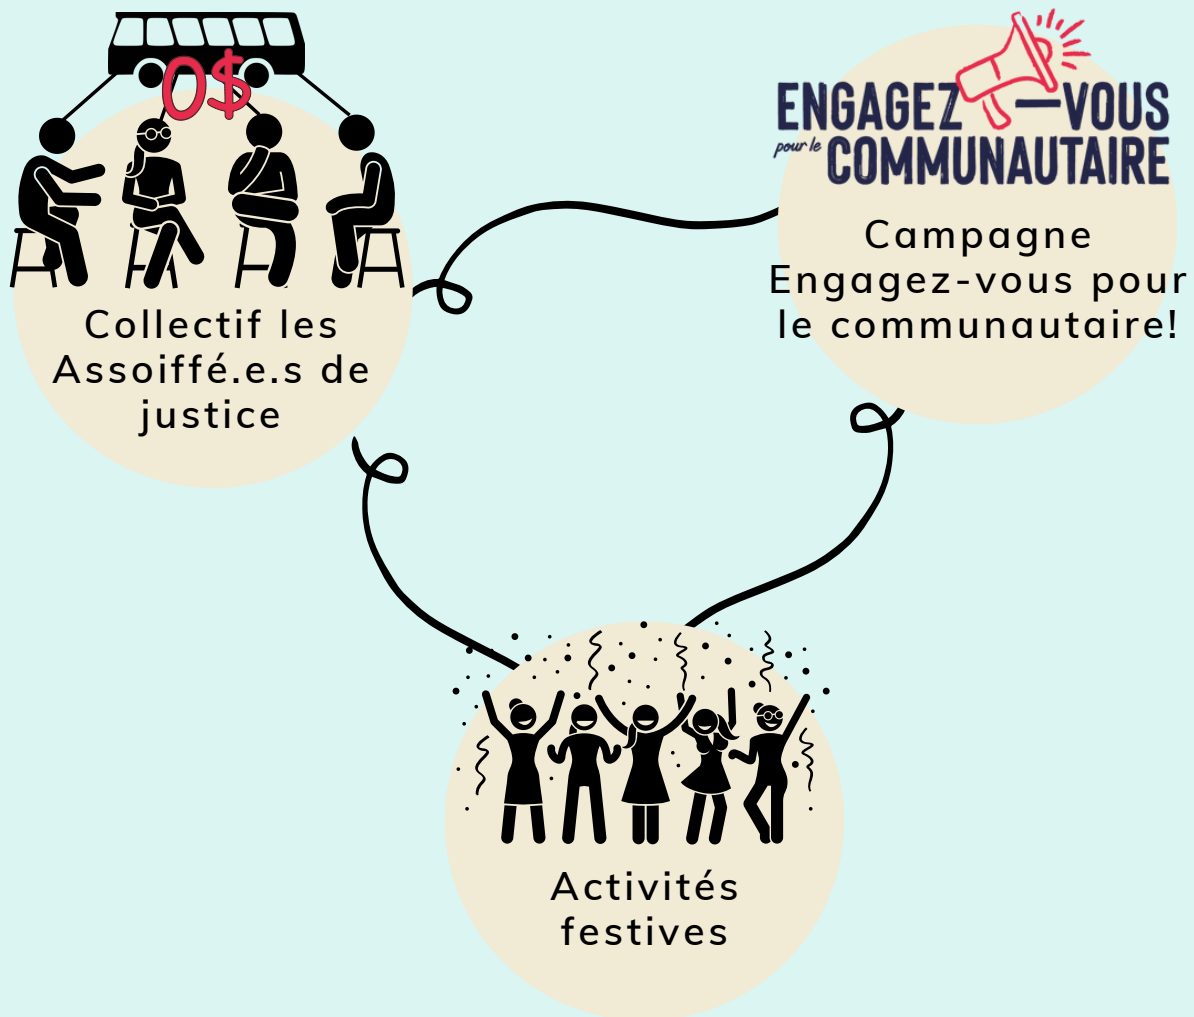 0$
Collectif les
Assoiffé.e.s de
justice
ENGAGEZ—VOUS
pour le COMMUNAUTAIRE
Campagne
Engagez-vous pour
le communautaire!
Activités
festives